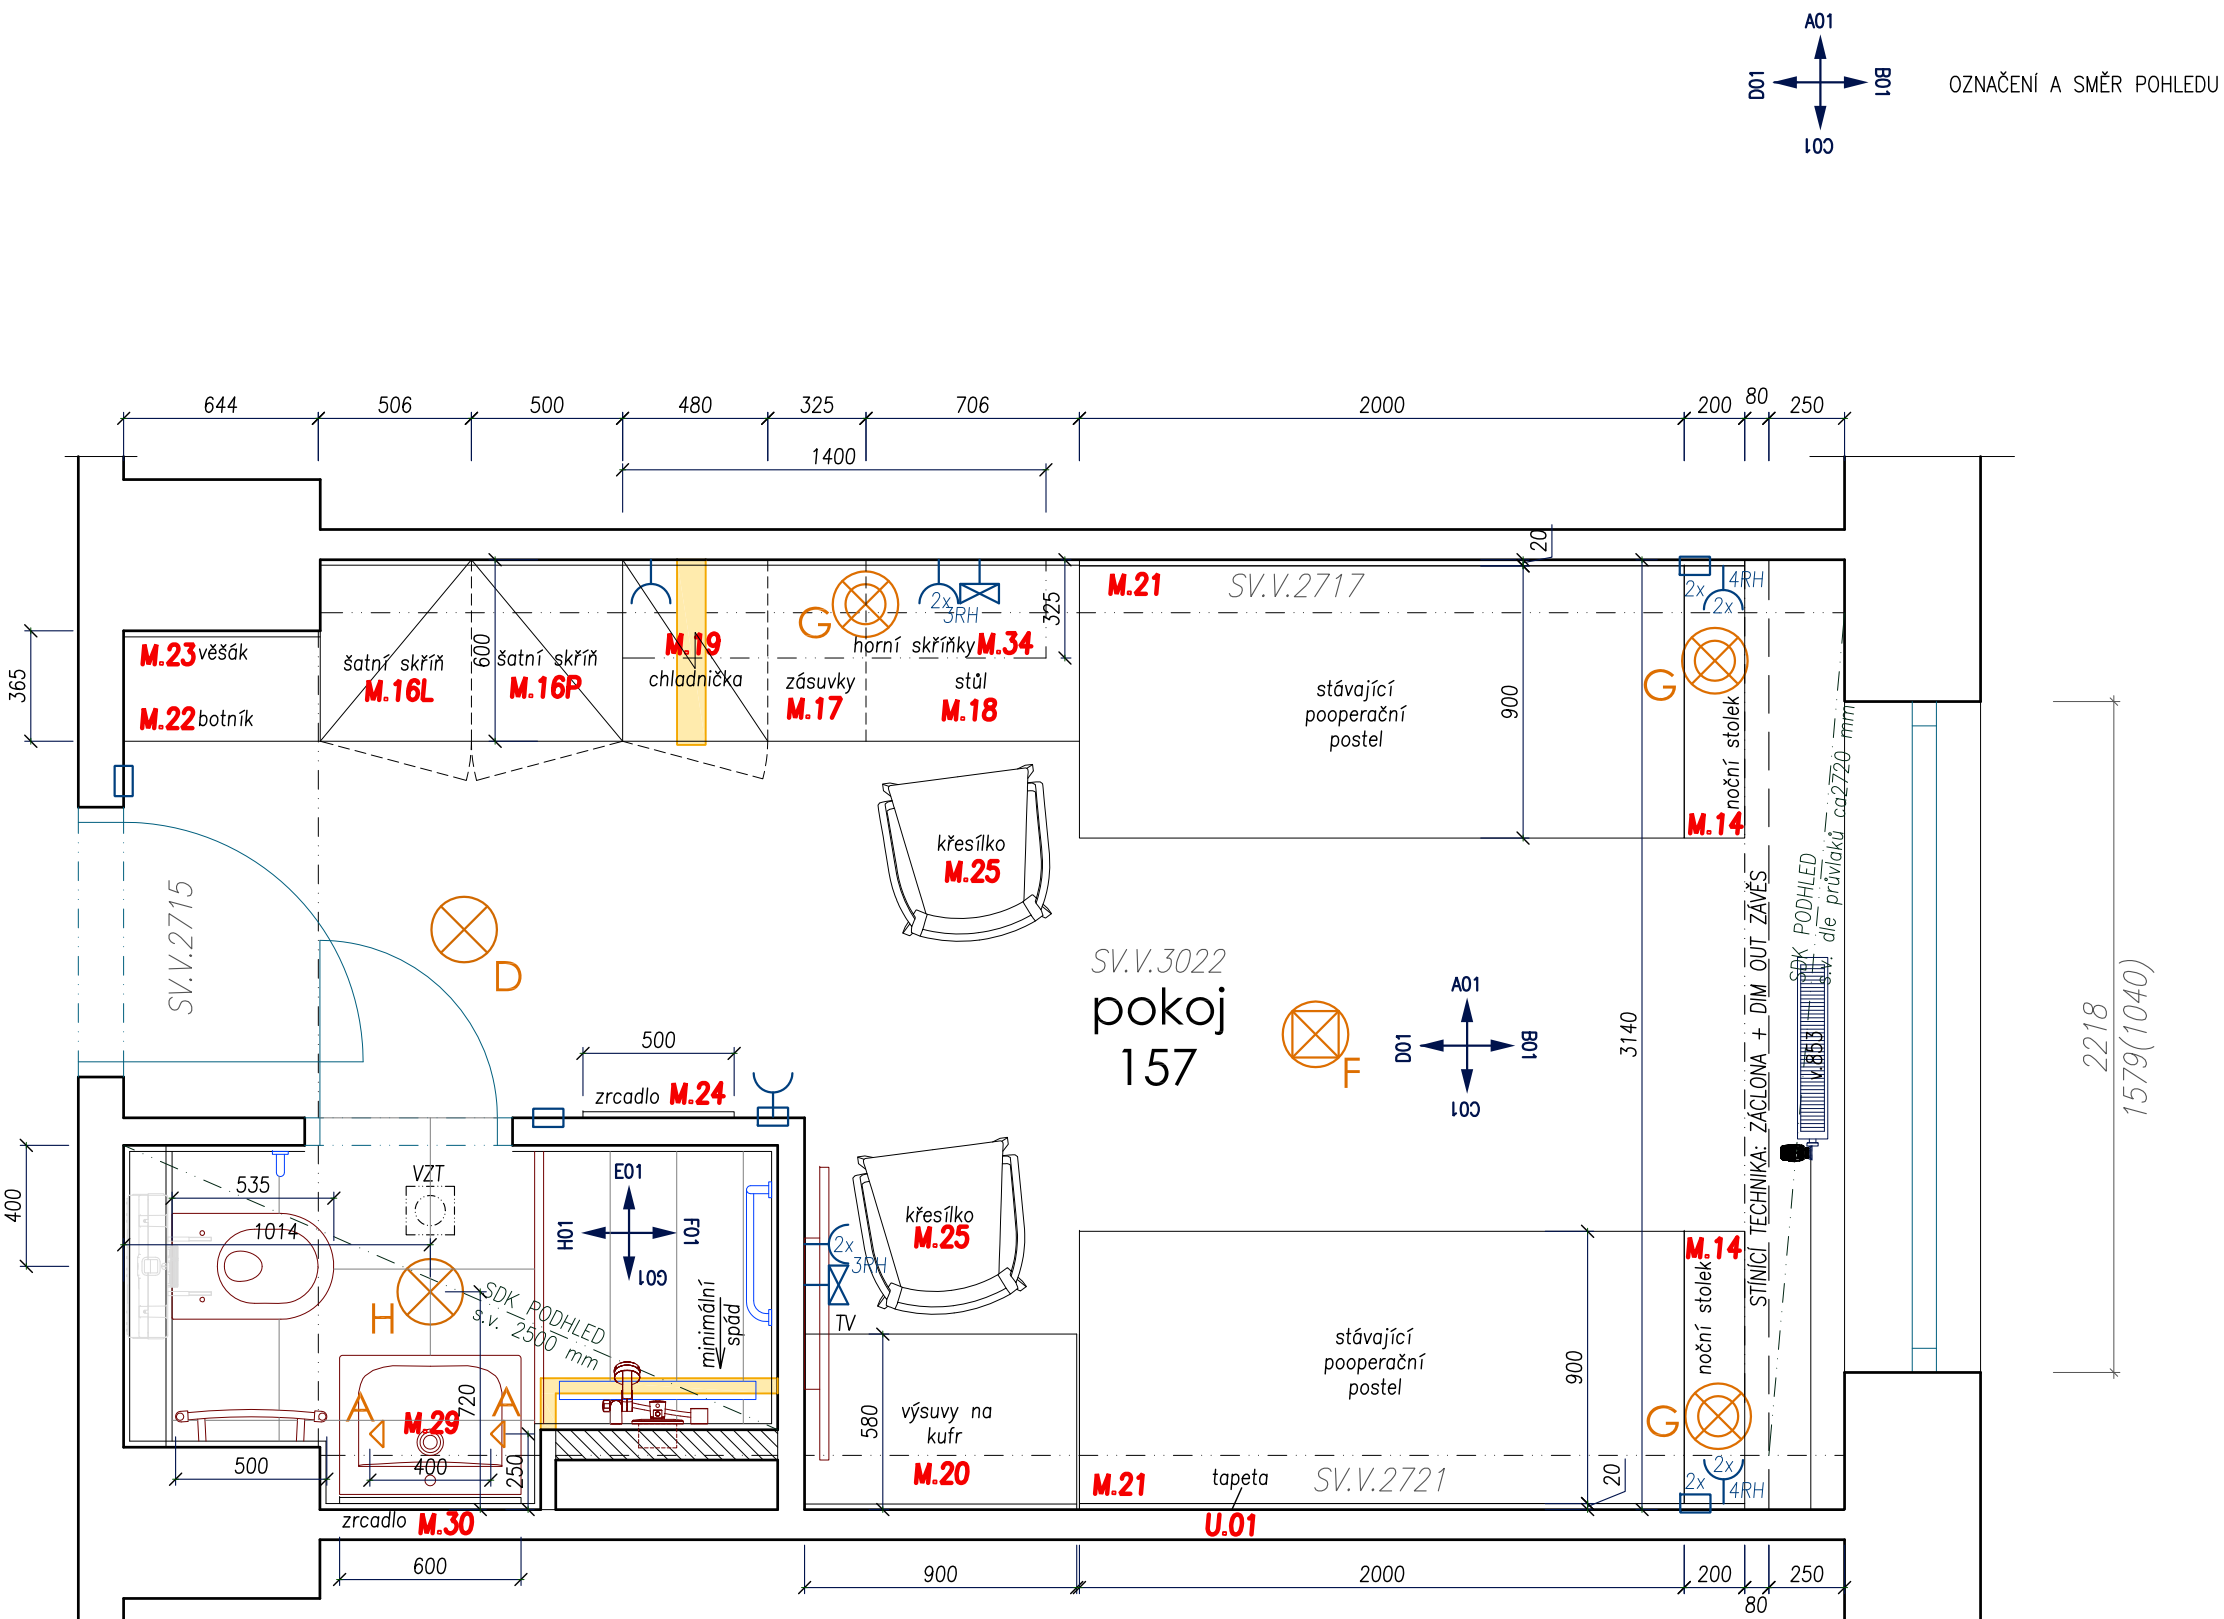 A01
D01
B01
C01
OZNAČENÍ A SMĚR POHLEDU
644
506
500
480
325
706
2000
200
80
250
1400
20
M.21
SV.V.2717
2x
4RH
2x
G
2x
3RH
325
M.23 věšák
šatní skříň
M.16L
600
šatní skříň
M.16P
M.19
chladnička
horní skříňky M.34
zásuvky
M.17
stůl
M.18
365
M.22 botník
stávající
pooperační
postel
900
G
noční stolek
M.14
křesílko
M.25
SV.V.2715
D
SV.V.3022
pokoj
157
F
A01
D01
B01
C01
3140
STÍNÍCÍ TECHNIKA: ZÁCLONA + DIM OUT ZÁVĚS
SDK PODHLED
s.v. dle průvlaků ca2720 mm
v.853
2218
1579(1040)
500
zrcadlo M.24
400
535
1014
VZT
E01
H01
F01
G01
H
SDK PODHLED
s.v. 2500 mm
minimální
spád
2x
3RH
TV
křesílko
M.25
M.14
noční stolek
stávající
pooperační
postel
900
A
A
M.29
720
500
400
250
580
výsuvy na
kufr
M.20
G
2x
2x
4RH
20
M.21
tapeta
SV.V.2721
zrcadlo M.30
U.01
600
900
2000
200
80
250